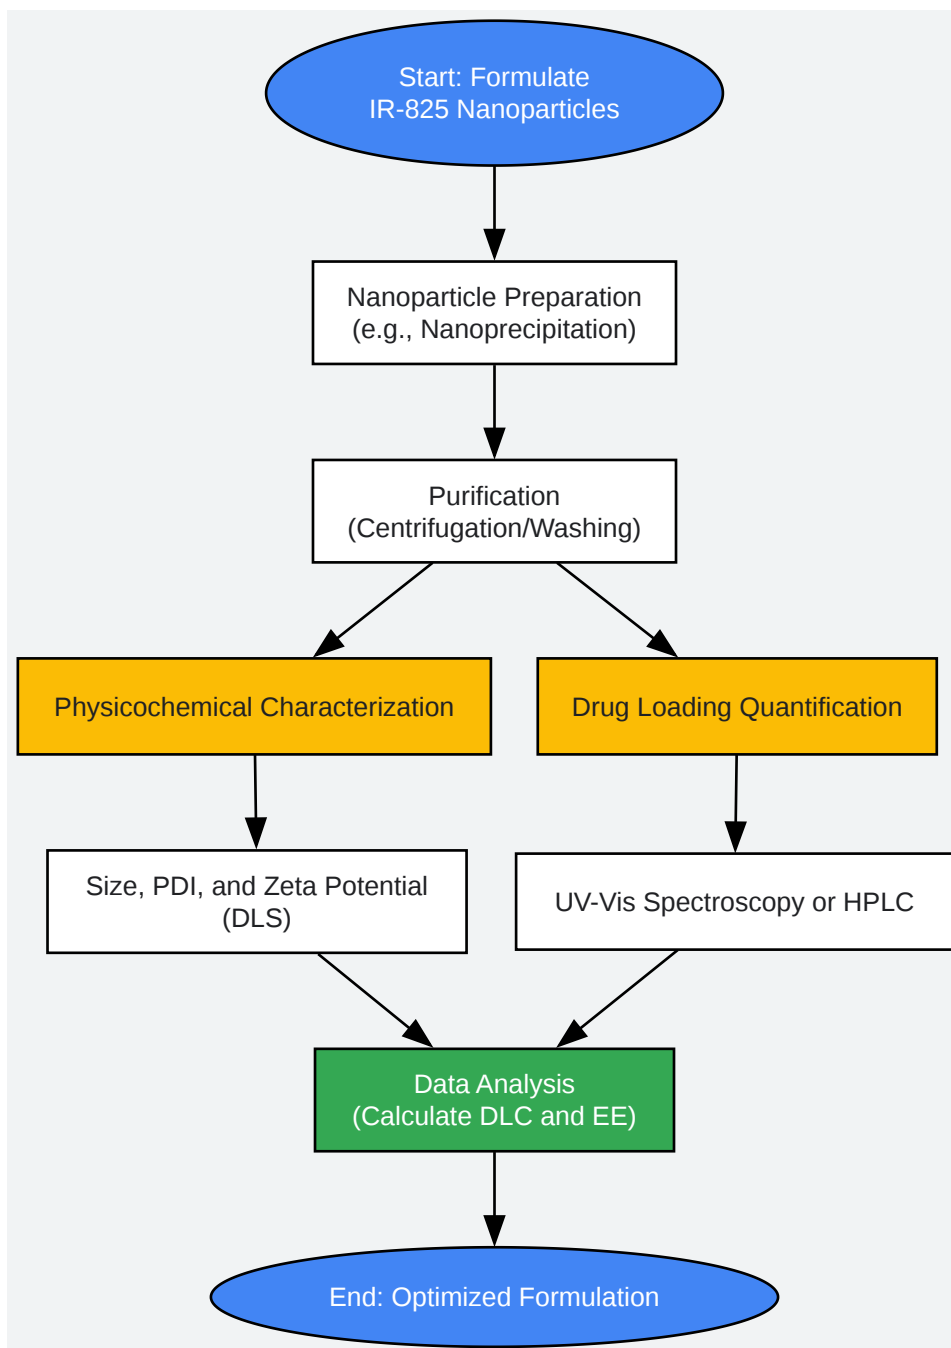 Start: Formulate
IR-825 Nanoparticles
Nanoparticle Preparation
(e.g., Nanoprecipitation)
Purification
(Centrifugation/Washing)
Physicochemical Characterization
Drug Loading Quantification
Size, PDI, and Zeta Potential
(DLS)
UV-Vis Spectroscopy or HPLC
Data Analysis
(Calculate DLC and EE)
End: Optimized Formulation